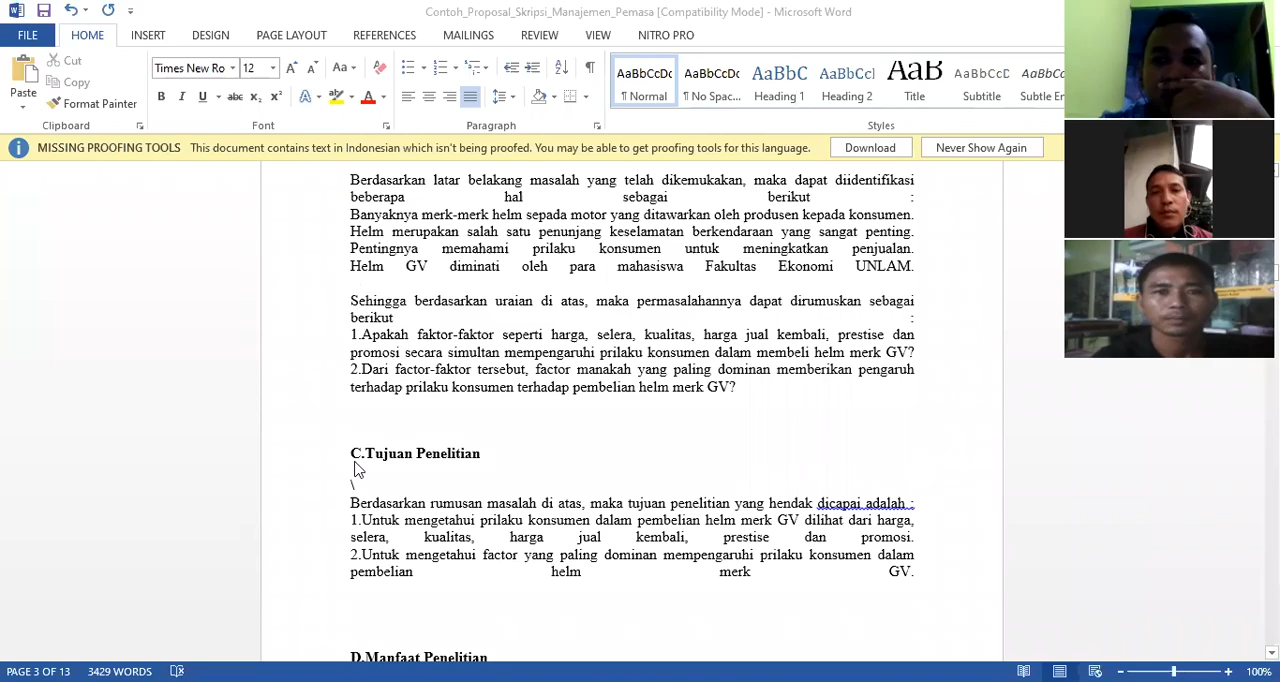 Contoh_Proposal_Skripsi_Manajemen_Pemasa [Compatibility Mode] - Microsoft Word
FILE HOME INSERT DESIGN PAGE LAYOUT REFERENCES MAILINGS REVIEW VIEW NITRO PRO
Cut
Copy
Format Painter
Paste
Times New Ro 12
AaBbCcDc AaBbCcDc AaBbC AaBbCcI AaB AaBbCcD AaBbCcDc
¶ Normal ¶ No Spac... Heading 1 Heading 2 Title Subtitle Subtle En
Clipboard Font Paragraph Styles
MISSING PROOFING TOOLS This document contains text in Indonesian which isn't being proofed. You may be able to get proofing tools for this language. Download Never Show Again
Berdasarkan latar belakang masalah yang telah dikemukakan, maka dapat diidentifikasi
beberapa hal sebagai berikut :
Banyaknya merk-merk helm sepada motor yang ditawarkan oleh produsen kepada konsumen.
Helm merupakan salah satu penunjang keselamatan berkendaraan yang sangat penting.
Pentingnya memahami prilaku konsumen untuk meningkatkan penjualan.
Helm GV diminati oleh para mahasiswa Fakultas Ekonomi UNLAM.
Sehingga berdasarkan uraian di atas, maka permasalahannya dapat dirumuskan sebagai
berikut :
1.Apakah faktor-faktor seperti harga, selera, kualitas, harga jual kembali, prestise dan
promosi secara simultan mempengaruhi prilaku konsumen dalam membeli helm merk GV?
2.Dari factor-faktor tersebut, factor manakah yang paling dominan memberikan pengaruh
terhadap prilaku konsumen terhadap pembelian helm merk GV?
C.Tujuan Penelitian
\
Berdasarkan rumusan masalah di atas, maka tujuan penelitian yang hendak dicapai adalah :
1.Untuk mengetahui prilaku konsumen dalam pembelian helm merk GV dilihat dari harga,
selera, kualitas, harga jual kembali, prestise dan promosi.
2.Untuk mengetahui factor yang paling dominan mempengaruhi prilaku konsumen dalam
pembelian helm merk GV.
D.Manfaat Penelitian
PAGE 3 OF 13 3429 WORDS 100%